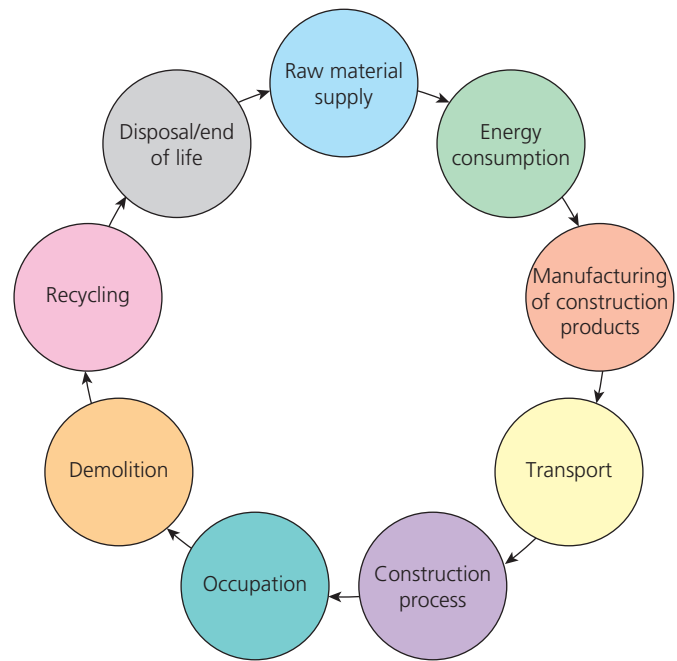 Raw material
supply
Energy
consumption
Manufacturing
of construction
products
Transport
Construction
process
Occupation
Demolition
Recycling
Disposal/end
of life